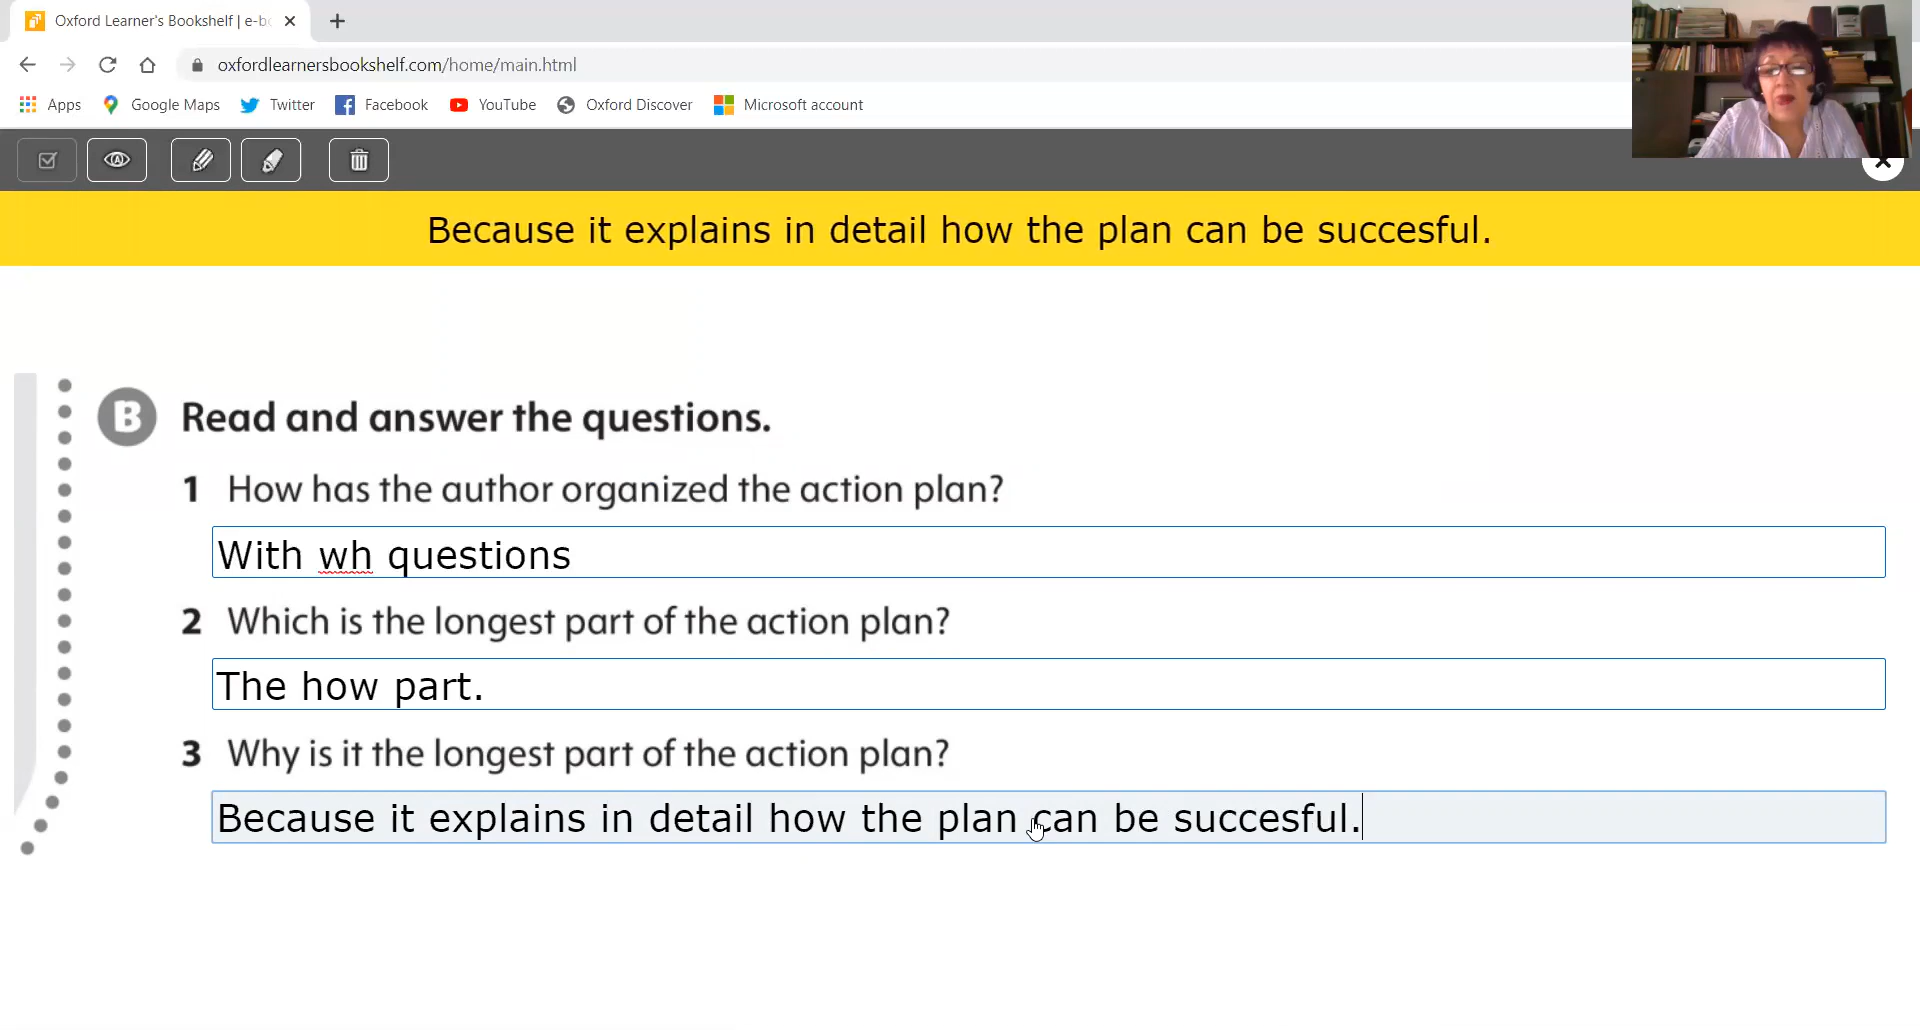 Oxford Learner's Bookshelf | e-bo
oxfordlearnersbookshelf.com/home/main.html
Apps Google Maps Twitter Facebook YouTube Oxford Discover Microsoft account
Because it explains in detail how the plan can be succesful.
B Read and answer the questions.
1 How has the author organized the action plan?
With wh questions
2 Which is the longest part of the action plan?
The how part.
3 Why is it the longest part of the action plan?
Because it explains in detail how the plan can be succesful.